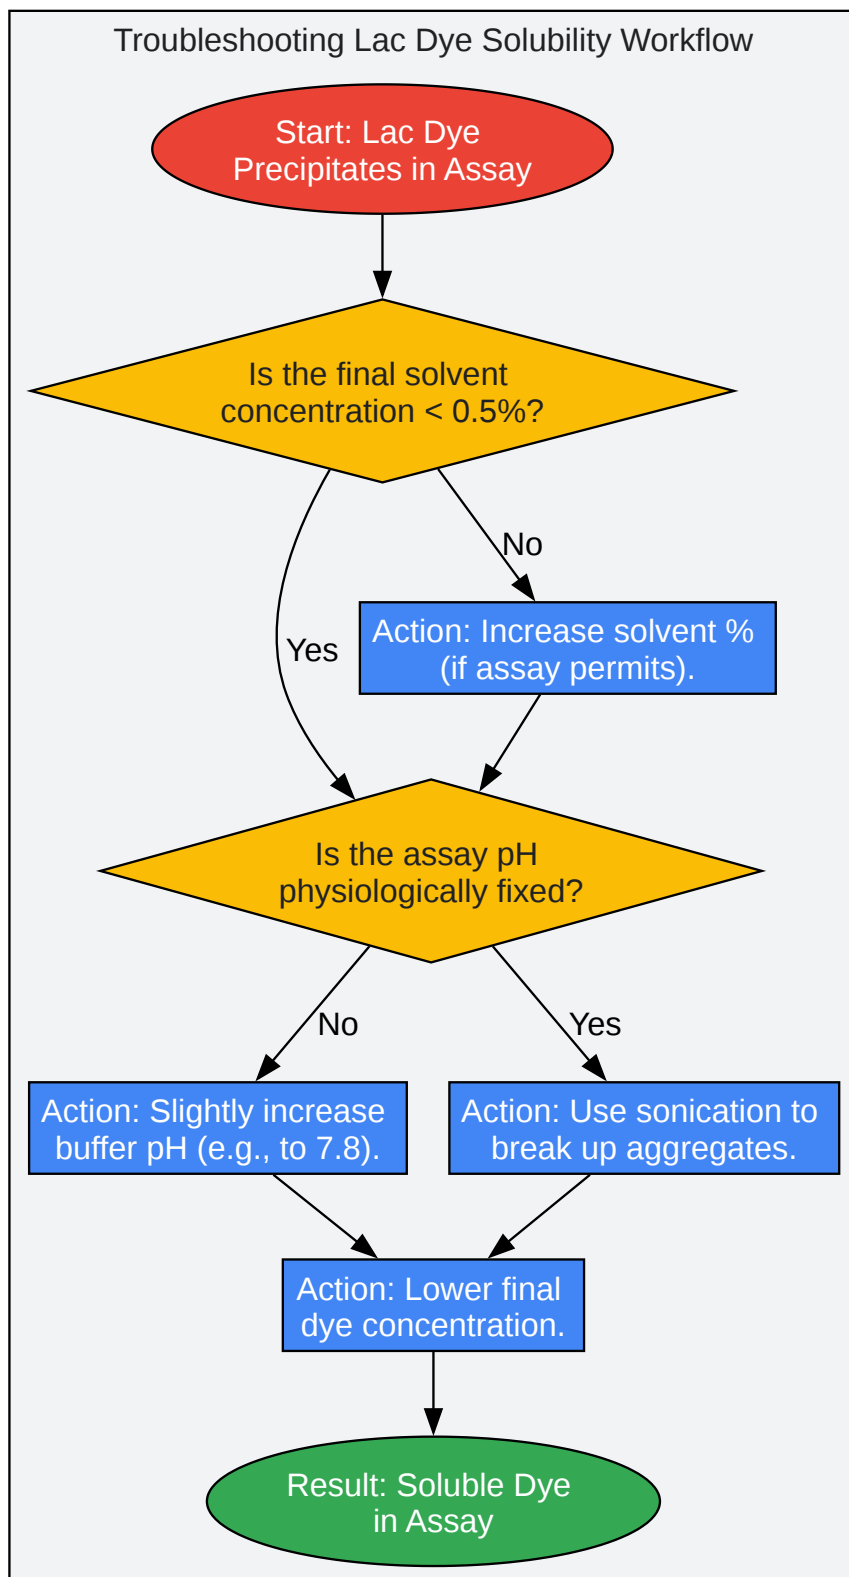 Troubleshooting Lac Dye Solubility Workflow
Start: Lac Dye
Precipitates in Assay
Is the final solvent
concentration < 0.5%?
No
Action: Increase solvent %
(if assay permits).
Yes
Is the assay pH
physiologically fixed?
No
Yes
Action: Slightly increase
buffer pH (e.g., to 7.8).
Action: Use sonication to
break up aggregates.
Action: Lower final
dye concentration.
Result: Soluble Dye
in Assay